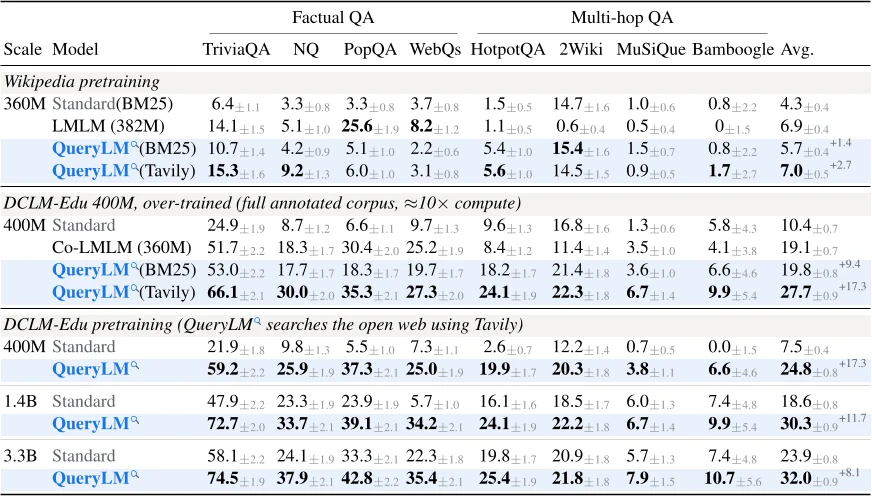 Factual QA Multi-hop QA
Scale Model TriviaQA NQ PopQA WebQs HotpotQA 2Wiki MuSiQue Bamboogle Avg.
Wikipedia pretraining
360M Standard(BM25) 6.4±1.1 3.3±0.8 3.3±0.8 3.7±0.8 1.5±0.5 14.7±1.6 1.0±0.6 0.8±2.2 4.3±0.4
LMLM (382M) 14.1±1.5 5.1±1.0 25.6±1.9 8.2±1.2 1.1±0.5 0.6±0.4 0.5±0.4 0±1.5 6.9±0.4
QueryLM(BM25) 10.7±1.4 4.2±0.9 5.1±1.0 2.2±0.6 5.4±1.0 15.4±1.6 1.5±0.7 0.8±2.2 5.7±0.4 +1.4
QueryLM(Tavily) 15.3±1.6 9.2±1.3 6.0±1.0 3.1±0.8 5.6±1.0 14.5±1.5 0.9±0.5 1.7±2.7 7.0±0.5 +2.7
DCLM-Edu 400M, over-trained (full annotated corpus, ≈10× compute)
400M Standard 24.9±1.9 8.7±1.2 6.6±1.1 9.7±1.3 9.6±1.3 16.8±1.6 1.3±0.6 5.8±4.3 10.4±0.7
Co-LMLM (360M) 51.7±2.2 18.3±1.7 30.4±2.0 25.2±1.9 8.4±1.2 11.4±1.4 3.5±1.0 4.1±3.8 19.1±0.7
QueryLM(BM25) 53.0±2.2 17.7±1.7 18.3±1.7 19.7±1.7 18.2±1.7 21.4±1.8 3.6±1.0 6.6±4.6 19.8±0.8 +9.4
QueryLM(Tavily) 66.1±2.1 30.0±2.0 35.3±2.1 27.3±2.0 24.1±1.9 22.3±1.8 6.7±1.4 9.9±5.4 27.7±0.9 +17.3
DCLM-Edu pretraining (QueryLM searches the open web using Tavily)
400M Standard 21.9±1.8 9.8±1.3 5.5±1.0 7.3±1.1 2.6±0.7 12.2±1.4 0.7±0.5 0.0±1.5 7.5±0.4
QueryLM 59.2±2.2 25.9±1.9 37.3±2.1 25.0±1.9 19.9±1.7 20.3±1.8 3.8±1.1 6.6±4.6 24.8±0.8 +17.3
1.4B Standard 47.9±2.2 23.3±1.9 23.9±1.9 5.7±1.0 16.1±1.6 18.5±1.7 6.0±1.3 7.4±4.8 18.6±0.8
QueryLM 72.7±2.0 33.7±2.1 39.1±2.1 34.2±2.1 24.1±1.9 22.2±1.8 6.7±1.4 9.9±5.4 30.3±0.9 +11.7
3.3B Standard 58.1±2.2 24.1±1.9 33.3±2.1 22.3±1.8 19.8±1.7 20.9±1.8 5.7±1.3 7.4±4.8 23.9±0.8
QueryLM 74.5±1.9 37.9±2.1 42.8±2.2 35.4±2.1 25.4±1.9 21.8±1.8 7.9±1.5 10.7±5.6 32.0±0.9 +8.1